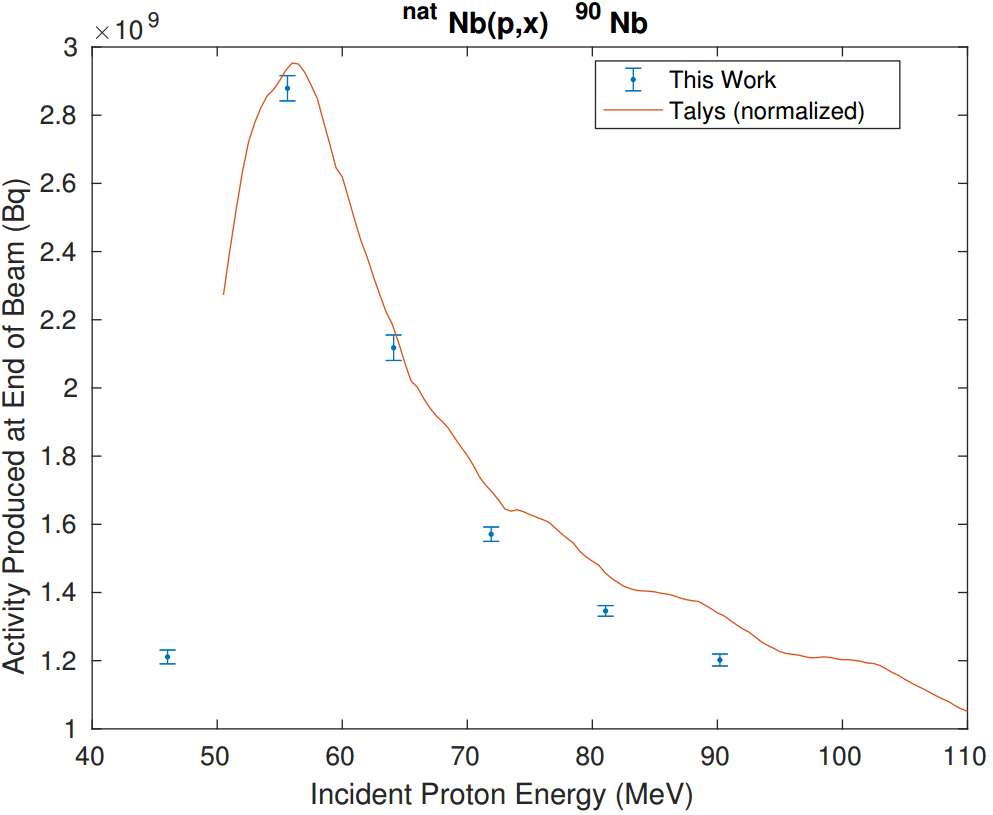 nat Nb(p,x) 90 Nb
× 10 9
3
2.8
2.6
2.4
2.2
2
1.8
1.6
1.4
1.2
1
Activity Produced at End of Beam (Bq)
This Work
Talys (normalized)
40 50 60 70 80 90 100 110
Incident Proton Energy (MeV)